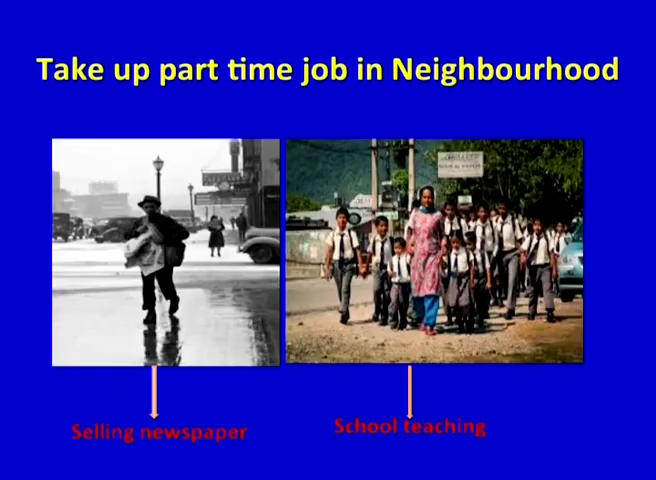 Take up part time job in Neighbourhood
Selling newspaper
School teaching